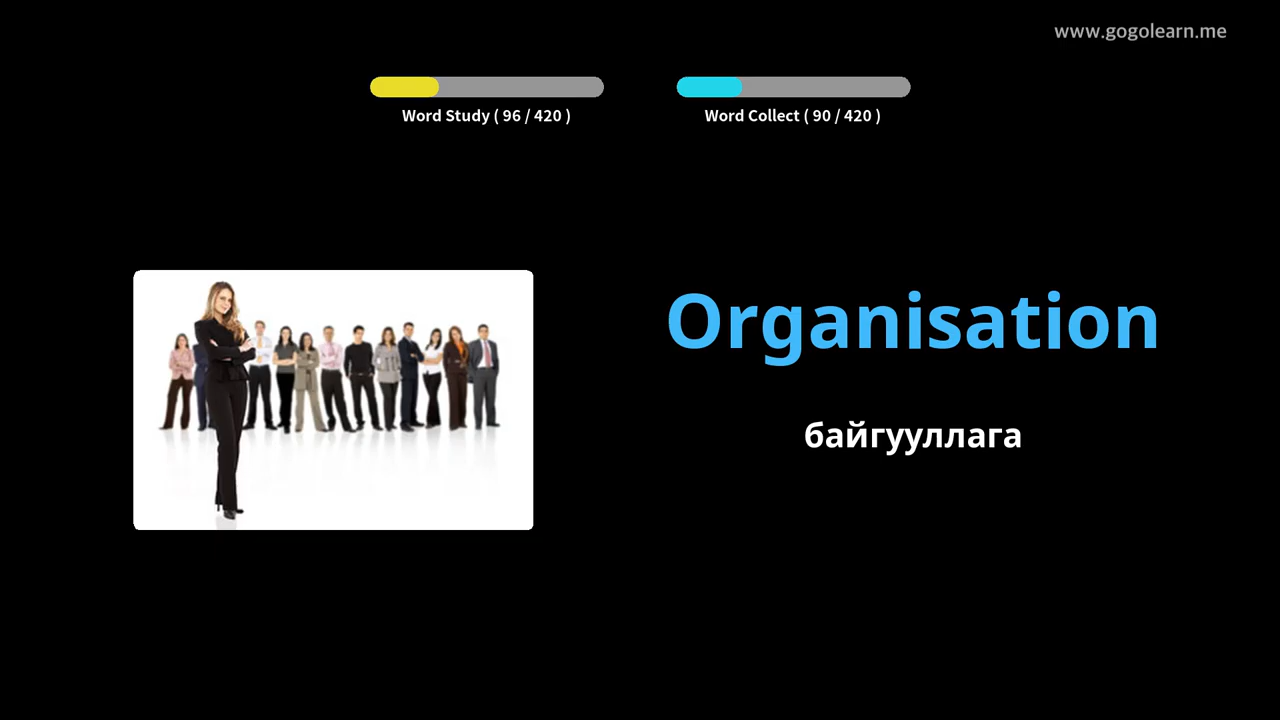 www.gogolearn.me
Word Study ( 96 / 420 )
Word Collect ( 90 / 420 )
Organisation
байгууллага